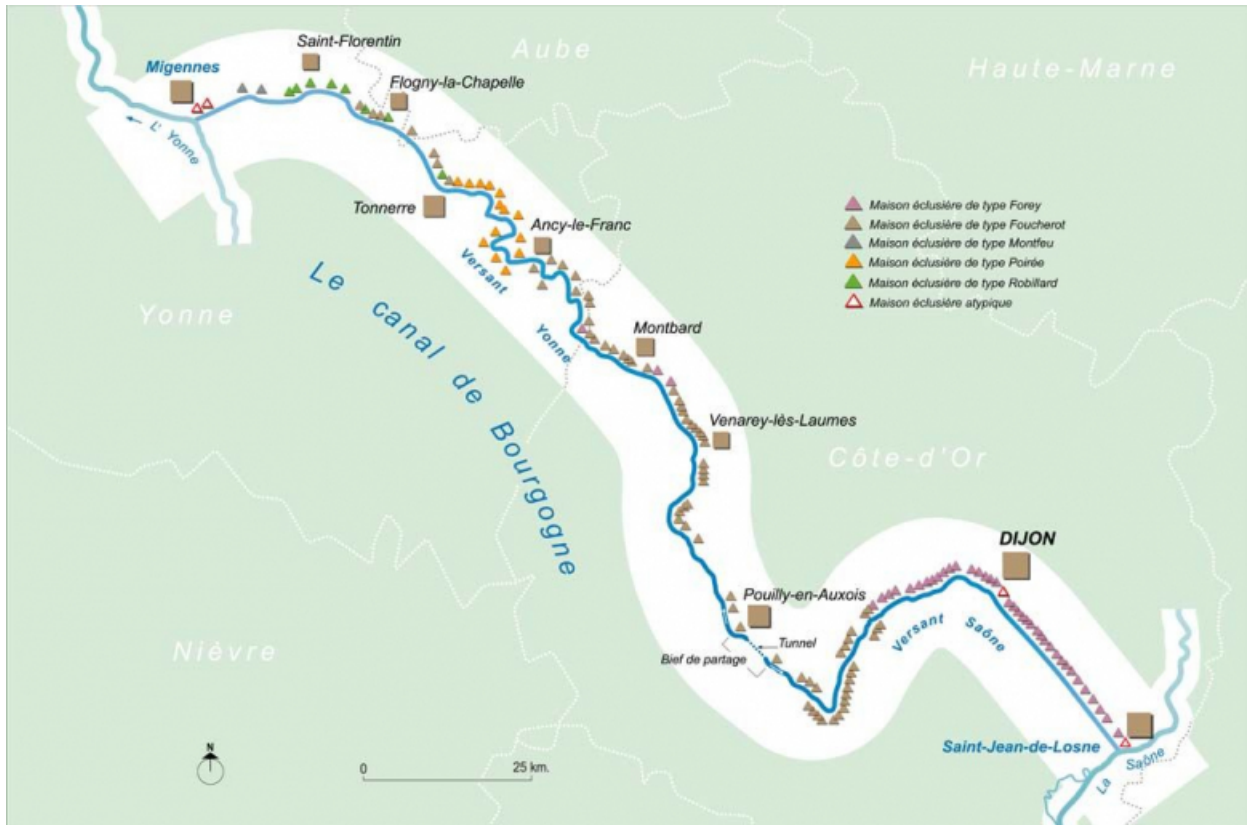 Saint-Florentin
Aube
Haute-Marne
Migennes
Flogny-la-Chapelle
L' Yonne
Tonnerre
Ancy-le-Franc
Maison éclusière de type Forey
Maison éclusière de type Foucherot
Maison éclusière de type Montfeu
Maison éclusière de type Poirée
Maison éclusière de type Robillard
Maison éclusière atypique
Yonne
Versant Yonne
Le canal de Bourgogne
Montbard
Venarey-lès-Laumes
Côte-d'Or
DIJON
Pouilly-en-Auxois
Tunnel
Bief de partage
Versant Saône
Nièvre
Saint-Jean-de-Losne
La Saône
N
0 25 km.